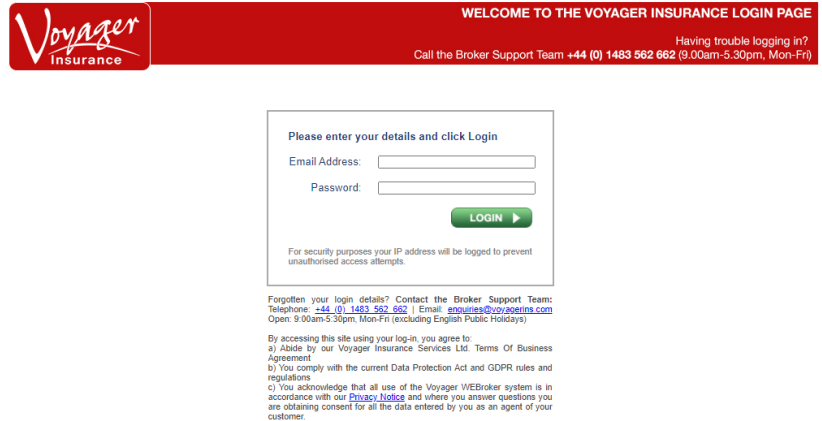 Voyager
Insurance
WELCOME TO THE VOYAGER INSURANCE LOGIN PAGE
Having trouble logging in?
Call the Broker Support Team +44 (0) 1483 562 662 (9.00am-5.30pm, Mon-Fri)
Please enter your details and click Login
Email Address:
Password:
LOGIN
For security purposes your IP address will be logged to prevent
unauthorised access attempts.
Forgotten your login details? Contact the Broker Support Team:
Telephone: +44 (0) 1483 562 662 | Email: enquiries@voyagerins.com
Open: 9:00am-5:30pm, Mon-Fri (excluding English Public Holidays)
By accessing this site using your log-in, you agree to:
a) Abide by our Voyager Insurance Services Ltd. Terms Of Business
Agreement
b) You comply with the current Data Protection Act and GDPR rules and
regulations
c) You acknowledge that all use of the Voyager WEBroker system is in
accordance with our Privacy Notice and where you answer questions you
are obtaining consent for all the data entered by you as an agent of your
customer.